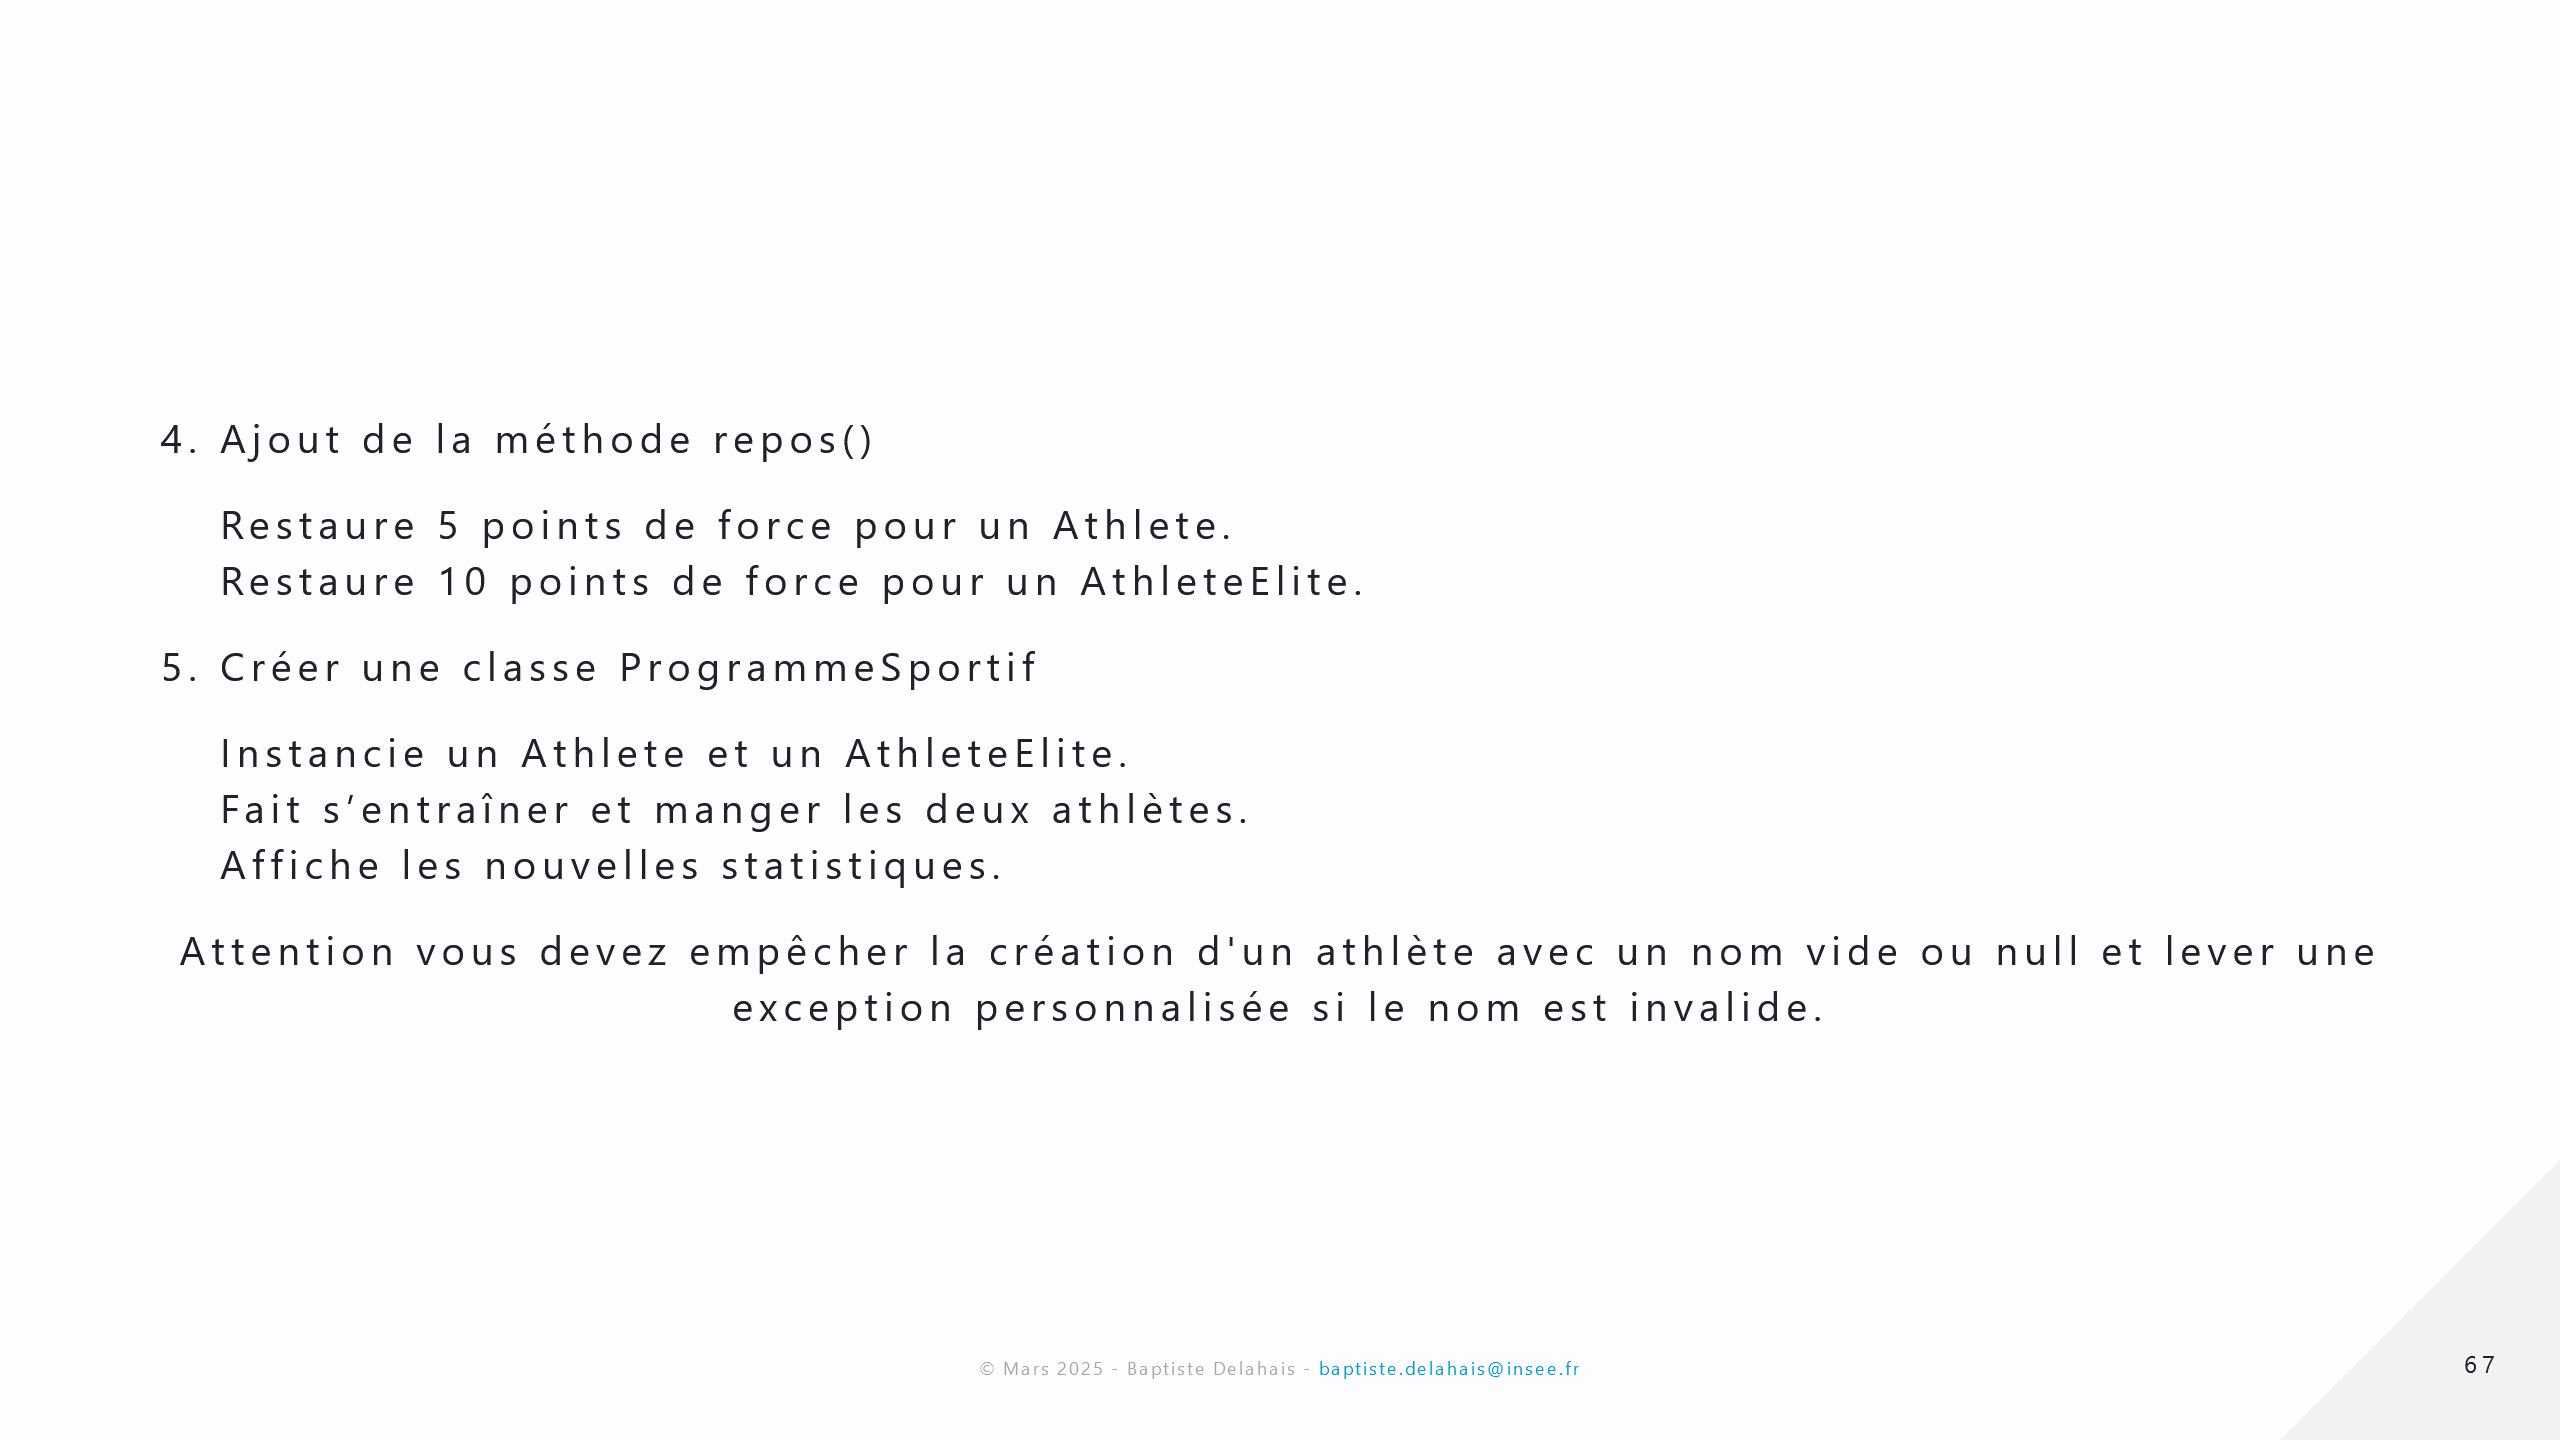 4. Ajout de la méthode repos()
Restaure 5 points de force pour un Athlete.
Restaure 10 points de force pour un AthleteElite.
5. Créer une classe ProgrammeSportif
Instancie un Athlete et un AthleteElite.
Fait s’entraîner et manger les deux athlètes.
Affiche les nouvelles statistiques.
Attention vous devez empêcher la création d'un athlète avec un nom vide ou null et lever une
exception personnalisée si le nom est invalide.
© Mars 2025 - Baptiste Delahais - baptiste.delahais@insee.fr
67